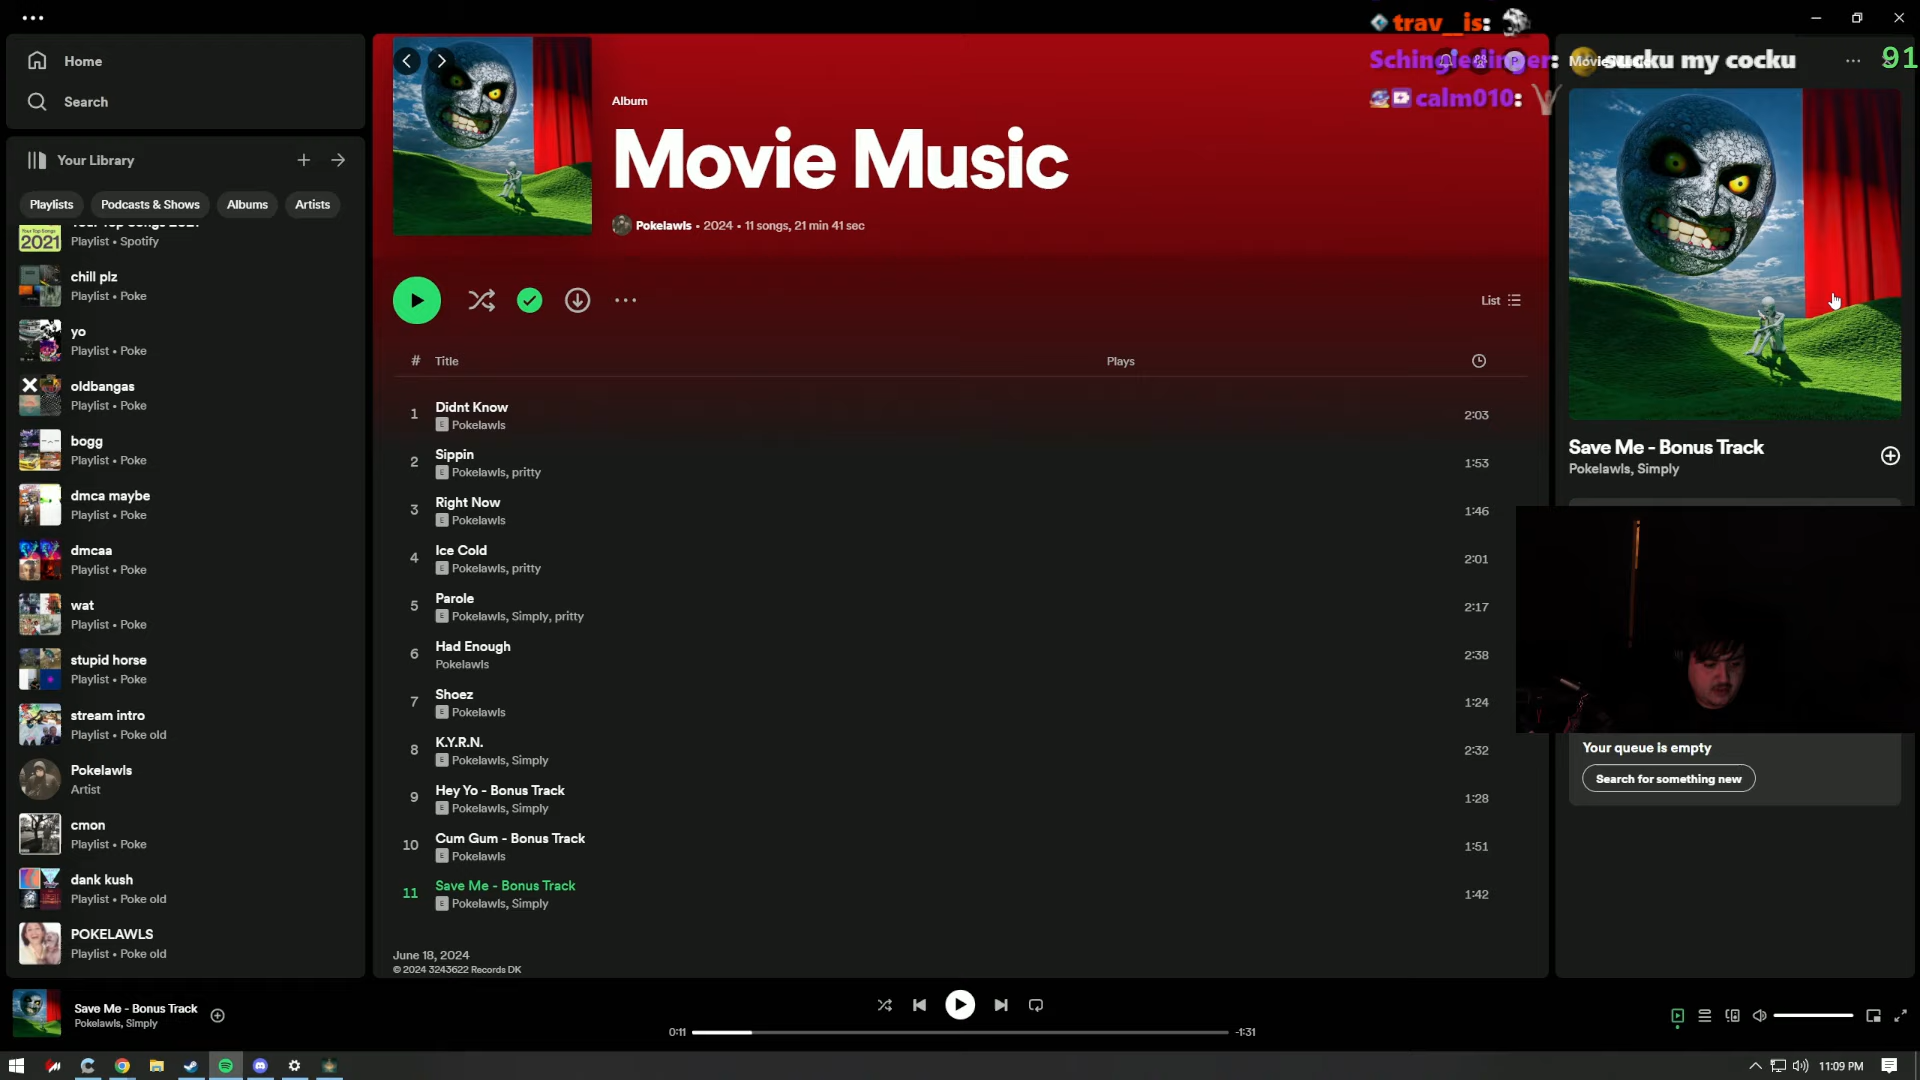 trav__is:
Schingledinger: sucku my cocku
calm010:
91
Home
Search
Your Library
Playlists
Podcasts & Shows
Albums
Artists
Your Top Songs 2021
Playlist • Spotify
chill plz
Playlist • Poke
yo
Playlist • Poke
oldbangas
Playlist • Poke
bogg
Playlist • Poke
dmca maybe
Playlist • Poke
dmcaa
Playlist • Poke
wat
Playlist • Poke
stupid horse
Playlist • Poke
stream intro
Playlist • Poke old
Pokelawls
Artist
cmon
Playlist • Poke
dank kush
Playlist • Poke old
POKELAWLS
Playlist • Poke old
Album
Movie Music
Pokelawls • 2024 • 11 songs, 21 min 41 sec
List
# Title Plays
1 Didnt Know 2:03
E Pokelawls
2 Sippin 1:53
E Pokelawls, pritty
3 Right Now 1:46
E Pokelawls
4 Ice Cold 2:01
E Pokelawls, pritty
5 Parole 2:17
E Pokelawls, Simply, pritty
6 Had Enough 2:38
Pokelawls
7 Shoez 1:24
E Pokelawls
8 K.Y.R.N. 2:32
E Pokelawls, Simply
9 Hey Yo - Bonus Track 1:28
E Pokelawls, Simply
10 Cum Gum - Bonus Track 1:51
E Pokelawls
11 Save Me - Bonus Track 1:42
E Pokelawls, Simply
June 18, 2024
© 2024 3243622 Records DK
Save Me - Bonus Track
Pokelawls, Simply
Your queue is empty
Search for something new
Save Me - Bonus Track
Pokelawls, Simply
0:11
-1:31
11:09 PM